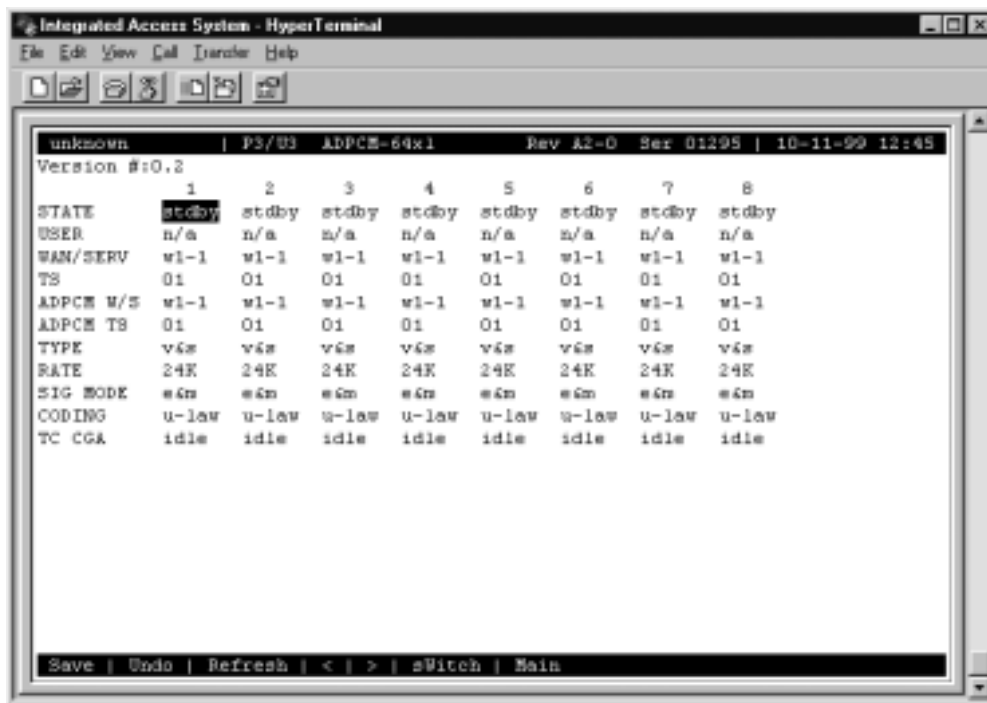 Integrated Access System - HyperTerminal
File Edit View Call Transfer Help
unknown | P3/U3 ADPCM-64x1 Rev A2-0 Ser 01295 | 10-11-99 12:45
Version #:0.2
1 2 3 4 5 6 7 8
STATE stdby stdby stdby stdby stdby stdby stdby stdby
USER n/a n/a n/a n/a n/a n/a n/a n/a
WAN/SERV w1-1 w1-1 w1-1 w1-1 w1-1 w1-1 w1-1 w1-1
TS 01 01 01 01 01 01 01 01
ADPCM W/S w1-1 w1-1 w1-1 w1-1 w1-1 w1-1 w1-1 w1-1
ADPCM TS 01 01 01 01 01 01 01 01
TYPE v&s v&s v&s v&s v&s v&s v&s v&s
RATE 24K 24K 24K 24K 24K 24K 24K 24K
SIG MODE e&m e&m e&m e&m e&m e&m e&m e&m
CODING u-law u-law u-law u-law u-law u-law u-law u-law
TC CGA idle idle idle idle idle idle idle idle
Save | Undo | Refresh | < | > | sWitch | Main